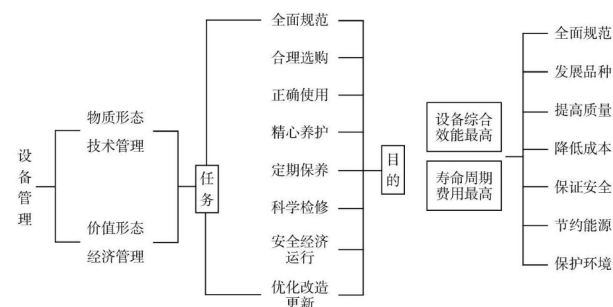 设
备
管
理
物质形态
技术管理
价值形态
经济管理
任
务
全面规范
合理选购
正确使用
精心养护
定期保养
科学检修
安全经济
运行
优化改造
更新
目
的
设备综合
效能最高
寿命周期
费用最高
全面规范
发展品种
提高质量
降低成本
保证安全
节约能源
保护环境